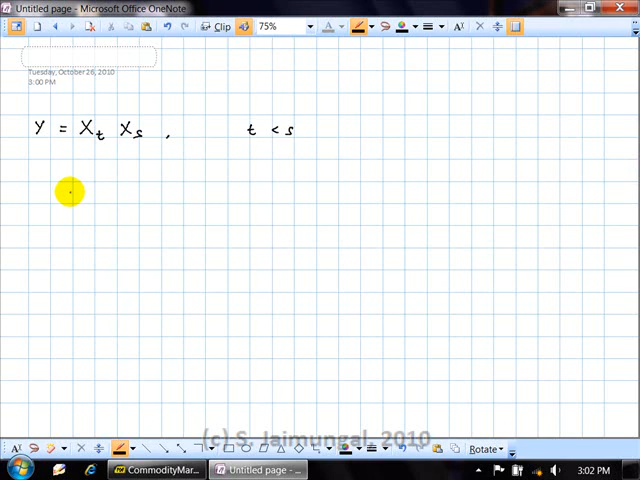 Untitled page - Microsoft Office OneNote
Clip 75%
Tuesday, October 26, 2010
3:00 PM
Y = X_t X_s , t < s
(c) S. Jaimungal, 2010
Rotate
CommodityMar... Untitled page - ... 3:02 PM